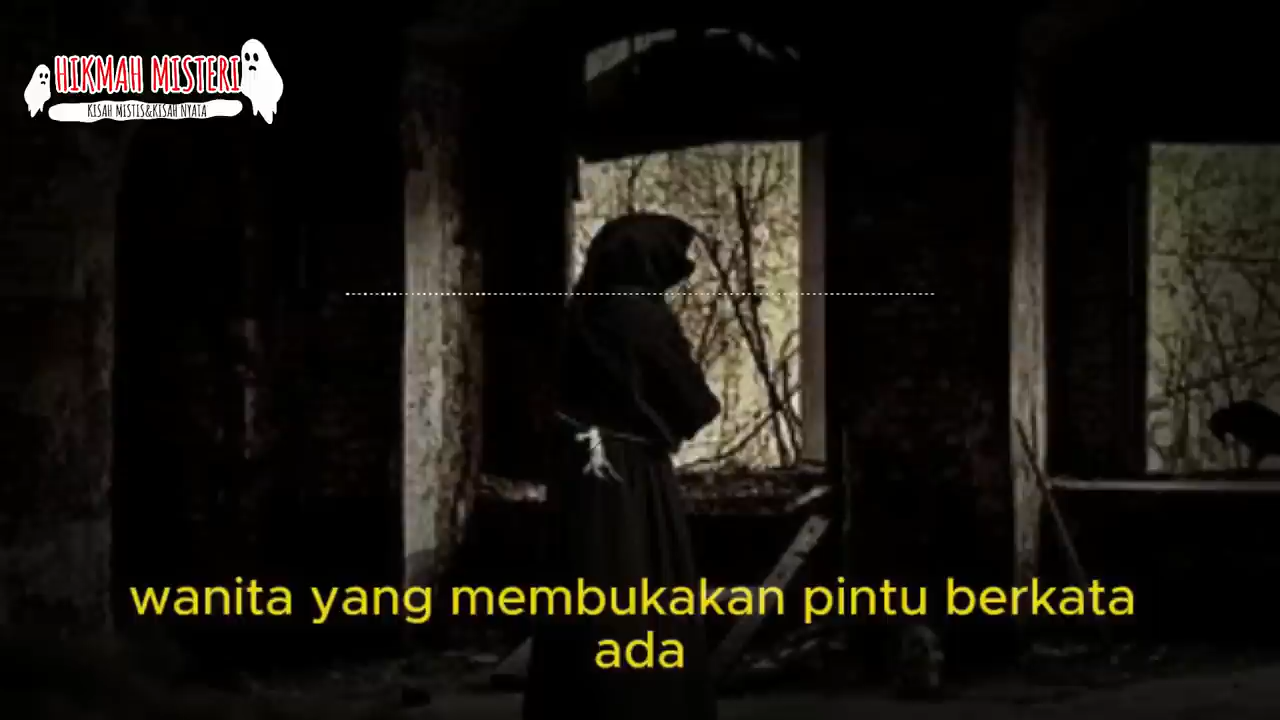 HIKMAH MISTERI
KISAH MISTIS&KISAH NYATA
wanita yang membukakan pintu berkata
ada